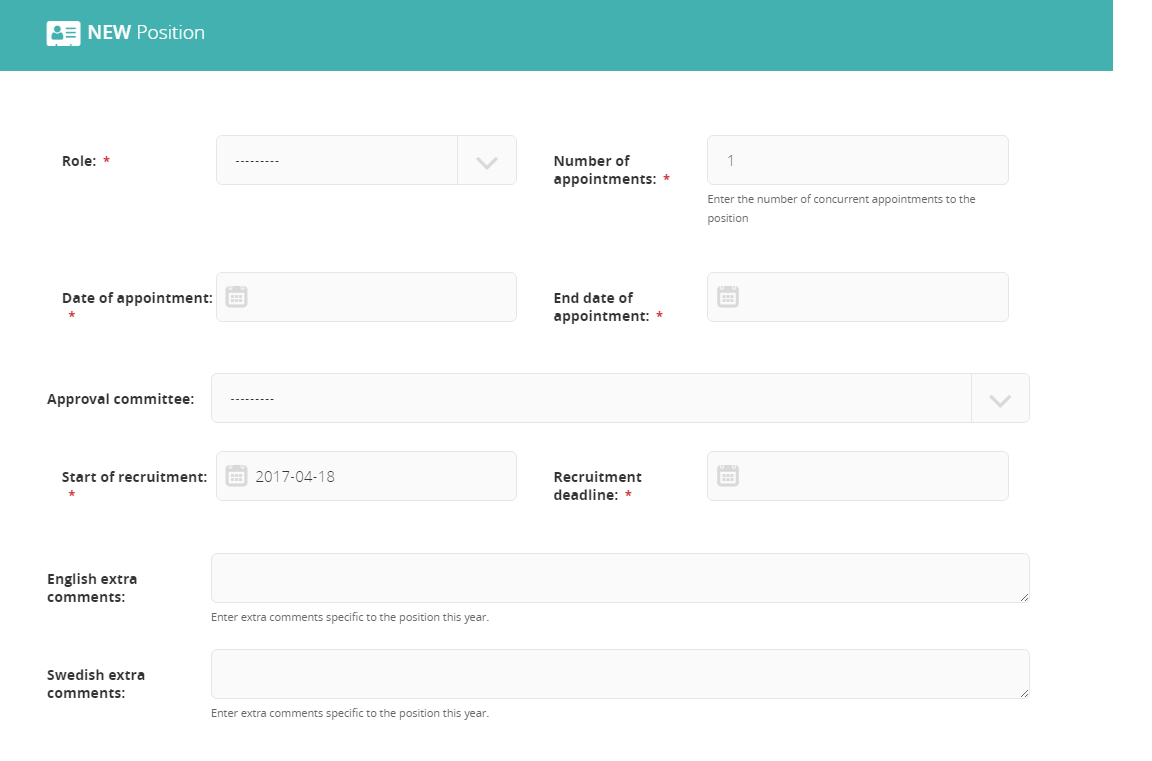 NEW Position
Role: *
---------
Number of
appointments: *
1
Enter the number of concurrent appointments to the
position
Date of appointment:
*
End date of
appointment: *
Approval committee:
---------
Start of recruitment:
*
2017-04-18
Recruitment
deadline: *
English extra
comments:
Enter extra comments specific to the position this year.
Swedish extra
comments:
Enter extra comments specific to the position this year.